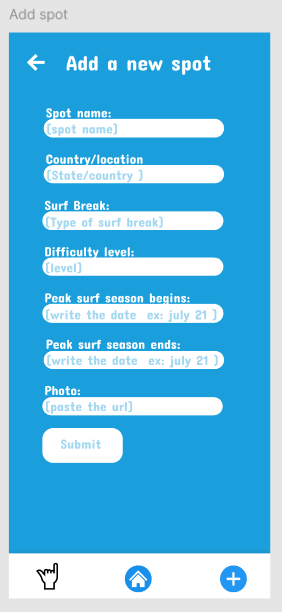 Add spot
Add a new spot
Spot name:
(spot name)
Country/location
(State/country )
Surf Break:
(Type of surf break)
Difficulty level:
(level)
Peak surf season begins:
(write the date  ex: july 21 )
Peak surf season ends:
(write the date  ex: july 21 )
Photo:
(paste the url)
Submit